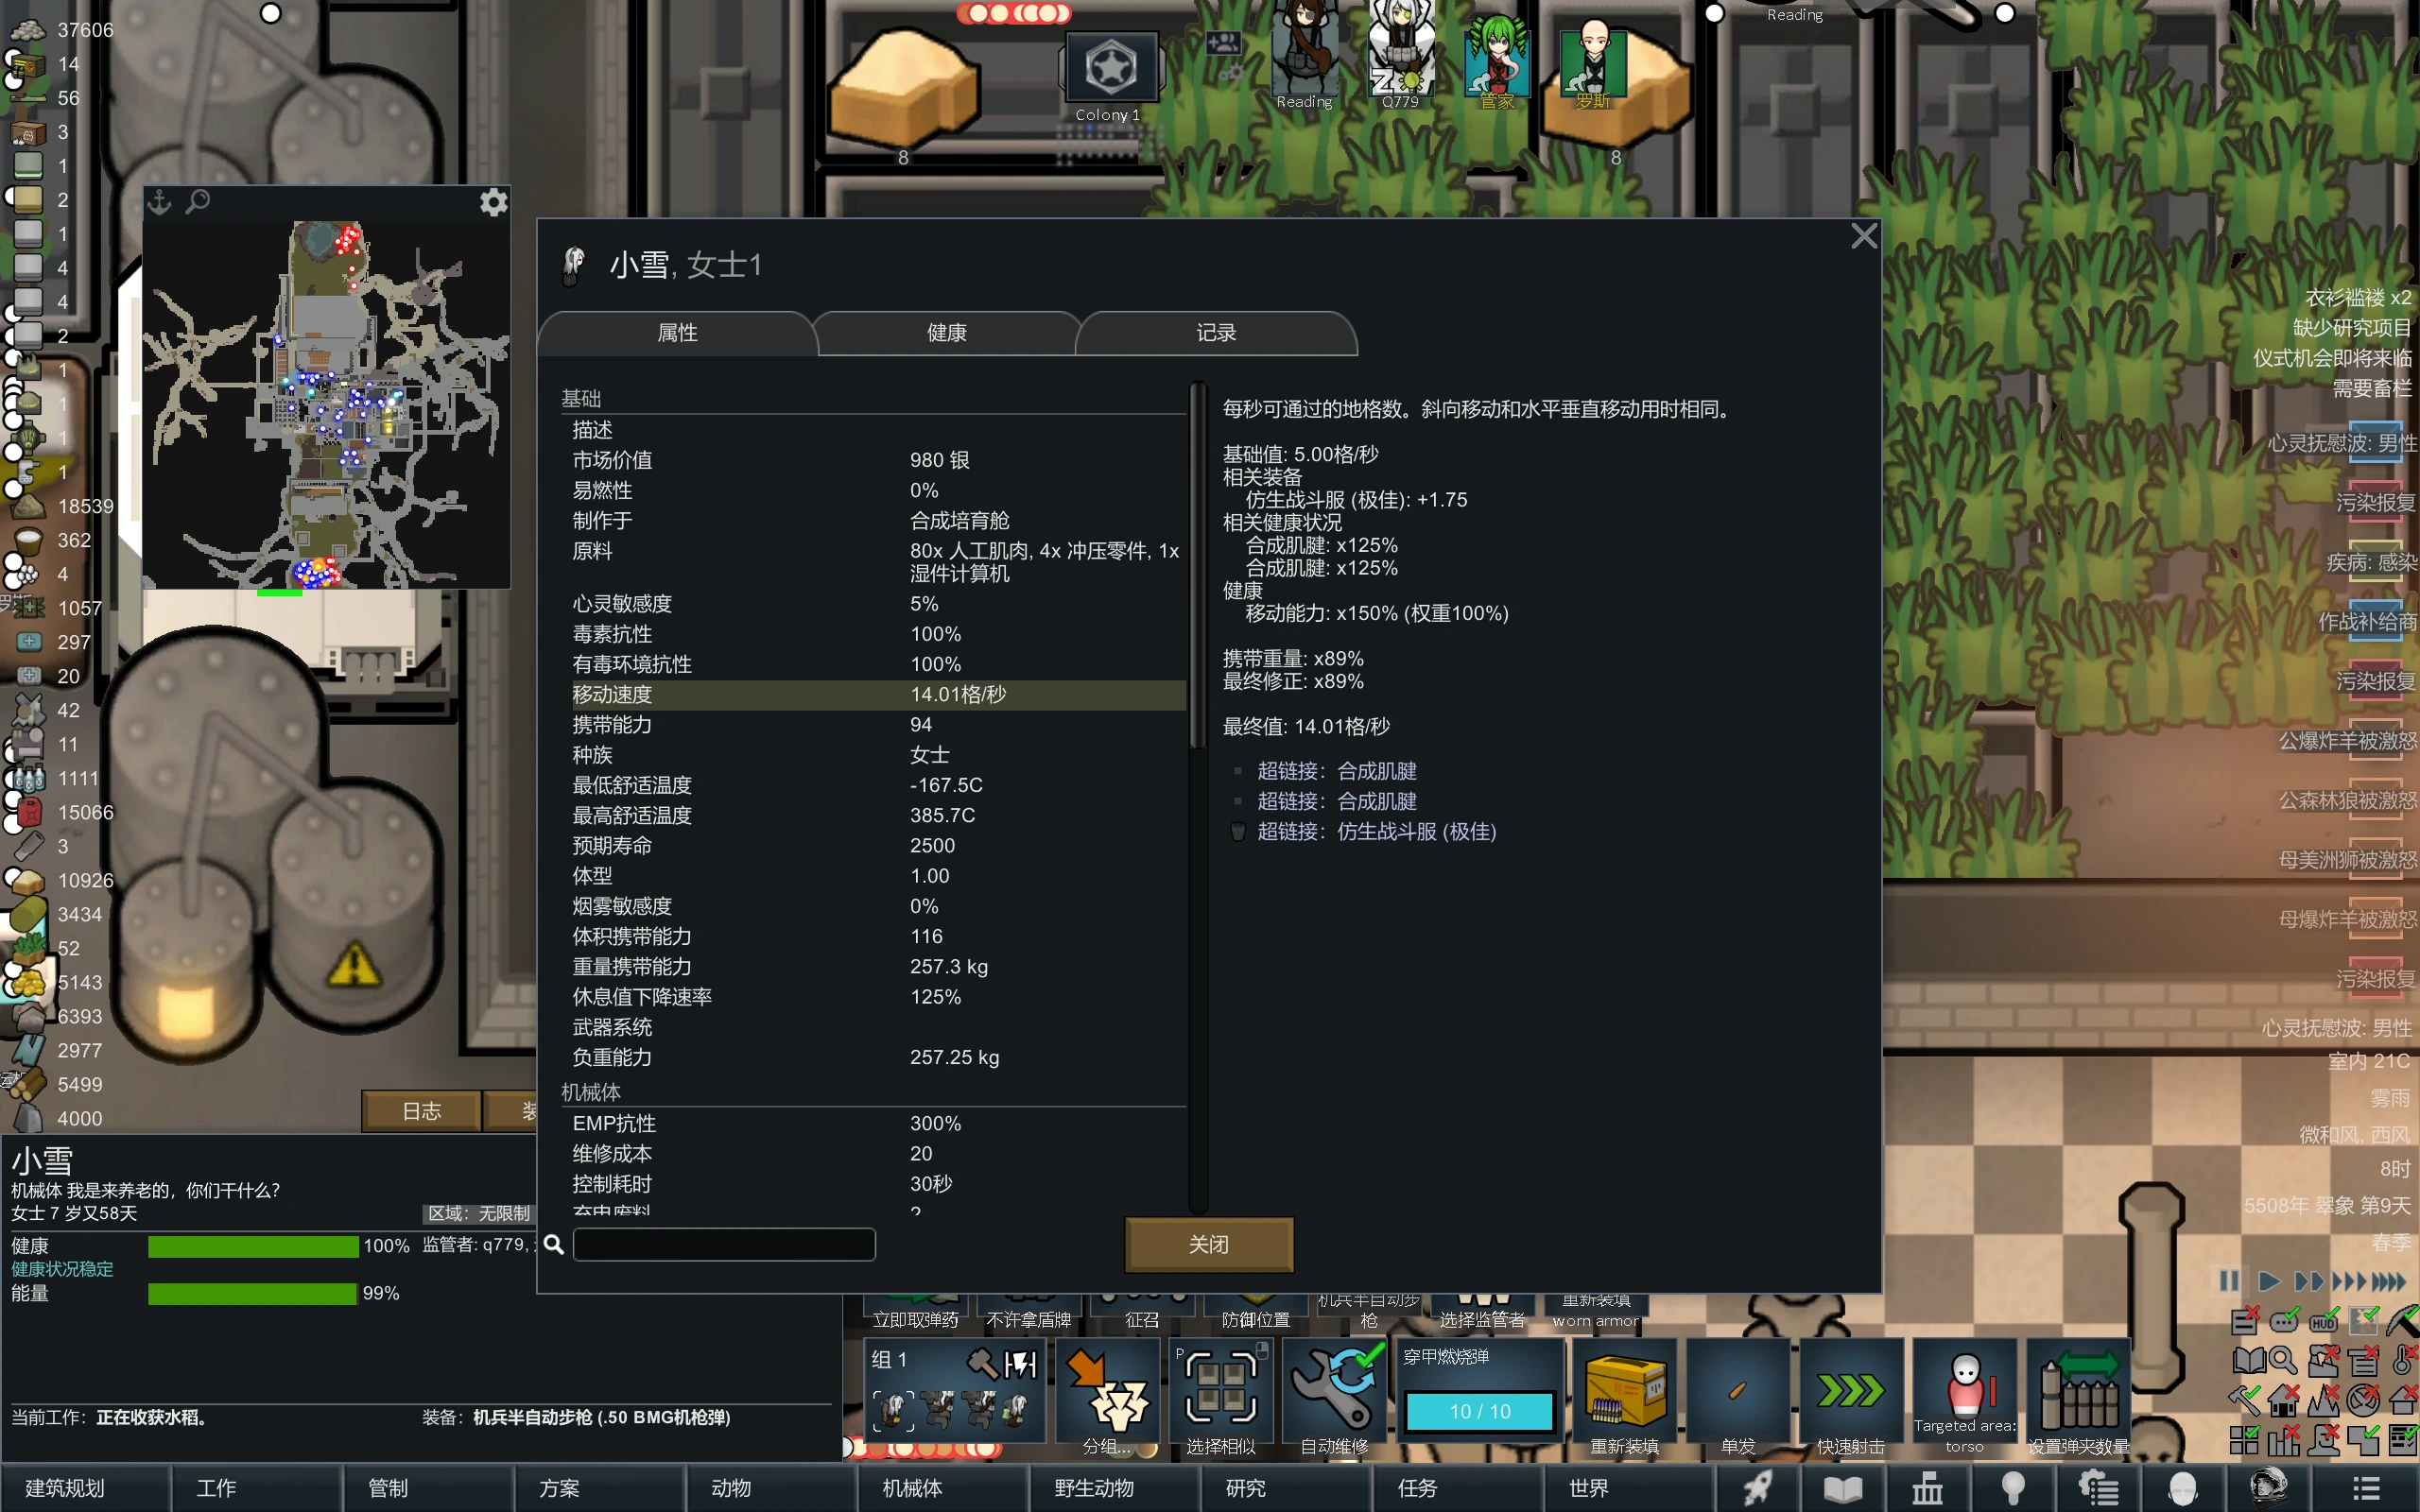 37606
14
56
3
1
2
1
4
4
2
1
1
1
1
18539
362
4
1057
297
20
42
11
1111
15066
3
10926
3434
52
5143
6393
2977
5499
4000
Colony 1
Reading
Q779
管家
罗斯
Reading
8
8
小雪, 女士1
属性
健康
记录
基础
描述
市场价值 980 银
易燃性 0%
制作于 合成培育舱
原料 80x 人工肌肉, 4x 冲压零件, 1x
湿件计算机
心灵敏感度 5%
毒素抗性 100%
有毒环境抗性 100%
移动速度 14.01格/秒
携带能力 94
种族 女士
最低舒适温度 -167.5C
最高舒适温度 385.7C
预期寿命 2500
体型 1.00
烟雾敏感度 0%
体积携带能力 116
重量携带能力 257.3 kg
休息值下降速率 125%
武器系统
负重能力 257.25 kg
机械体
EMP抗性 300%
维修成本 20
控制耗时 30秒
充电废料 2
每秒可通过的地格数。斜向移动和水平垂直移动用时相同。
基础值: 5.00格/秒
相关装备
仿生战斗服 (极佳): +1.75
相关健康状况
合成肌腱: x125%
合成肌腱: x125%
健康
移动能力: x150% (权重100%)
携带重量: x89%
最终修正: x89%
最终值: 14.01格/秒
超链接: 合成肌腱
超链接: 合成肌腱
超链接: 仿生战斗服 (极佳)
关闭
衣衫褴褛 x2
缺少研究项目
仪式机会即将来临
需要畜栏
心灵抚慰波: 男性
污染报复
疾病: 感染
作战补给商
污染报复
公爆炸羊被激怒
公森林狼被激怒
母美洲狮被激怒
母爆炸羊被激怒
污染报复
心灵抚慰波: 男性
室内 21C
雾雨
微和风, 西风
8时
5508年 翠象 第9天
春季
日志
装
小雪
机械体 我是来养老的，你们干什么?
女士 7 岁又58天
区域：无限制
健康 100%
监管者: q779,
健康状况稳定
能量 99%
当前工作：正在收获水稻。
装备：机兵半自动步枪 (.50 BMG机枪弹)
立即取弹药
不许拿盾牌
征召
防御位置
机兵半自动步
枪
选择监管者
重新装填
worn armor
组 1
分组...
P
选择相似
自动维修
穿甲燃烧弹
10 / 10
重新装填
单发
快速射击
Targeted area:
torso
设置弹夹数量
HUD
建筑规划
工作
管制
方案
动物
机械体
野生动物
研究
任务
世界